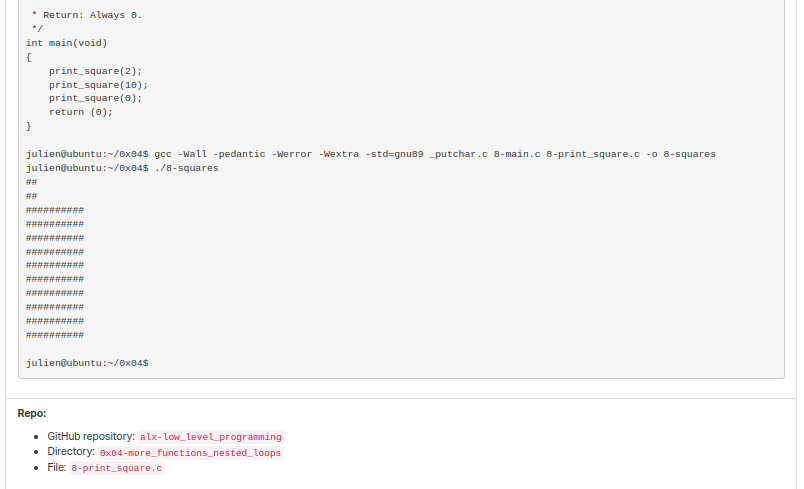 * Return: Always 0.
 */
int main(void)
{
    print_square(2);
    print_square(10);
    print_square(0);
    return (0);
}

julien@ubuntu:~/0x04$ gcc -Wall -pedantic -Werror -Wextra -std=gnu89 _putchar.c 8-main.c 8-print_square.c -o 8-squares
julien@ubuntu:~/0x04$ ./8-squares
##
##
##########
##########
##########
##########
##########
##########
##########
##########
##########
##########

julien@ubuntu:~/0x04$
Repo:
• GitHub repository: alx-low_level_programming
• Directory: 0x04-more_functions_nested_loops
• File: 8-print_square.c